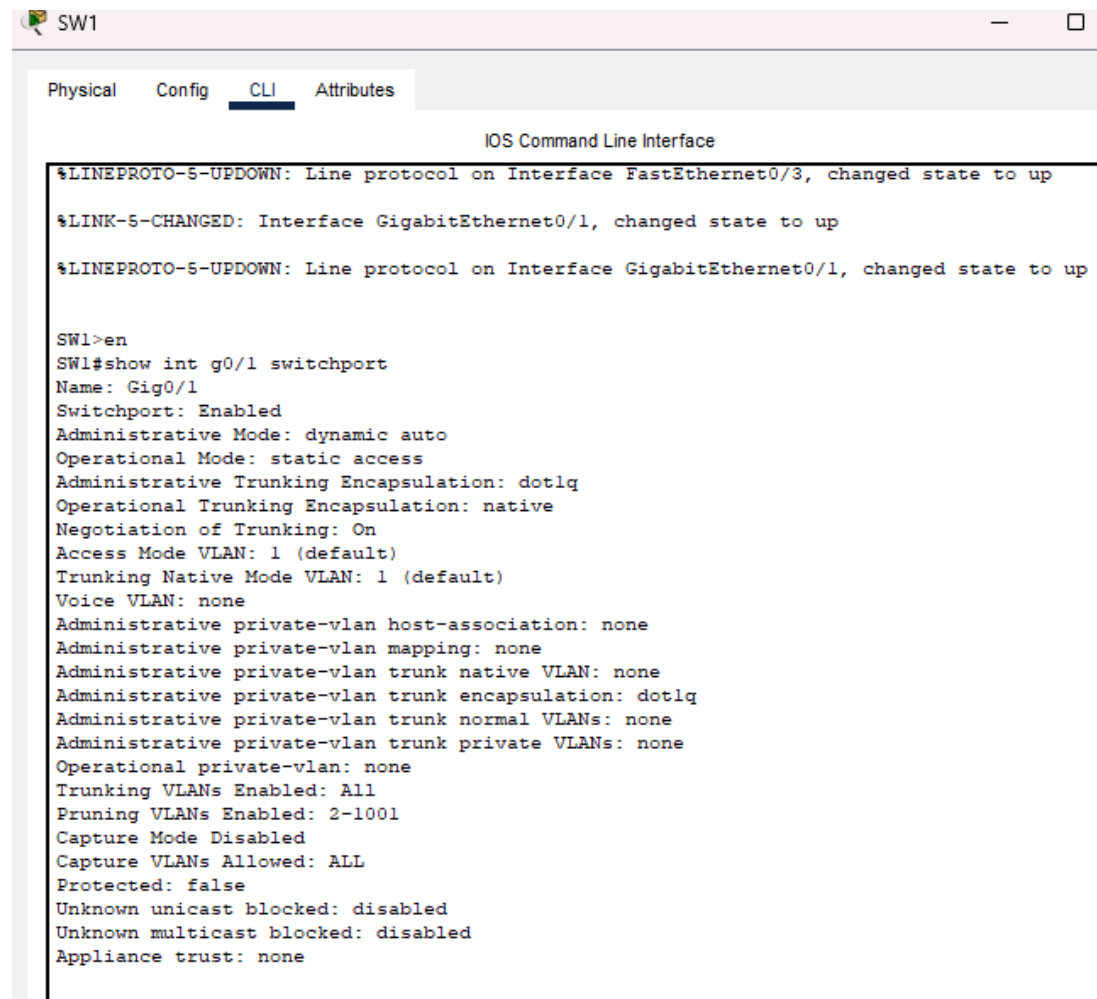 SW1
Physical Config CLI Attributes
IOS Command Line Interface
%LINEPROTO-5-UPDOWN: Line protocol on Interface FastEthernet0/3, changed state to up
%LINK-5-CHANGED: Interface GigabitEthernet0/1, changed state to up
%LINEPROTO-5-UPDOWN: Line protocol on Interface GigabitEthernet0/1, changed state to up
SW1>en
SW1#show int g0/1 switchport
Name: Gig0/1
Switchport: Enabled
Administrative Mode: dynamic auto
Operational Mode: static access
Administrative Trunking Encapsulation: dot1q
Operational Trunking Encapsulation: native
Negotiation of Trunking: On
Access Mode VLAN: 1 (default)
Trunking Native Mode VLAN: 1 (default)
Voice VLAN: none
Administrative private-vlan host-association: none
Administrative private-vlan mapping: none
Administrative private-vlan trunk native VLAN: none
Administrative private-vlan trunk encapsulation: dot1q
Administrative private-vlan trunk normal VLANs: none
Administrative private-vlan trunk private VLANs: none
Operational private-vlan: none
Trunking VLANs Enabled: All
Pruning VLANs Enabled: 2-1001
Capture Mode Disabled
Capture VLANs Allowed: ALL
Protected: false
Unknown unicast blocked: disabled
Unknown multicast blocked: disabled
Appliance trust: none